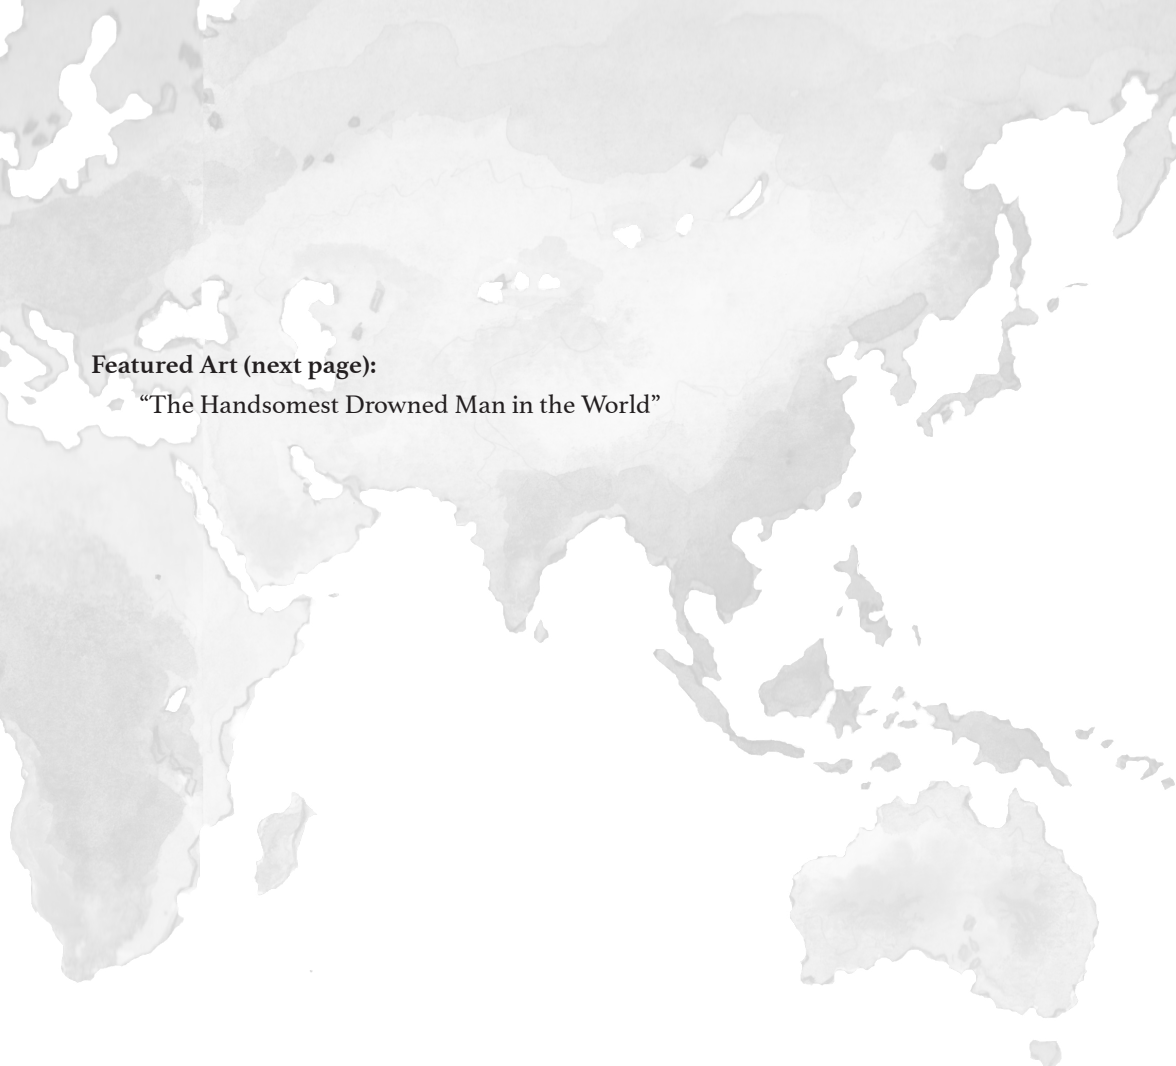 Featured Art (next page):
“The Handsomest Drowned Man in the World”